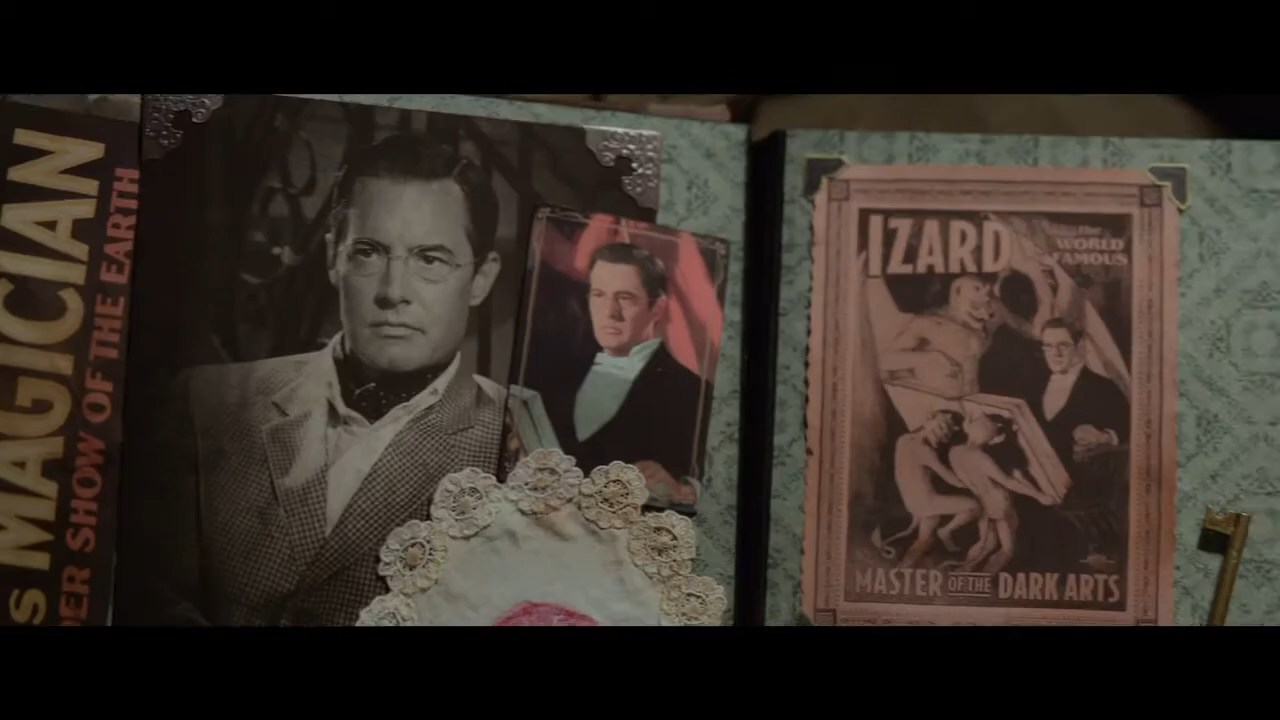 S MAGICIAN
DER SHOW OF THE EARTH
IZARD
The
WORLD
FAMOUS
MASTER OF THE DARK ARTS